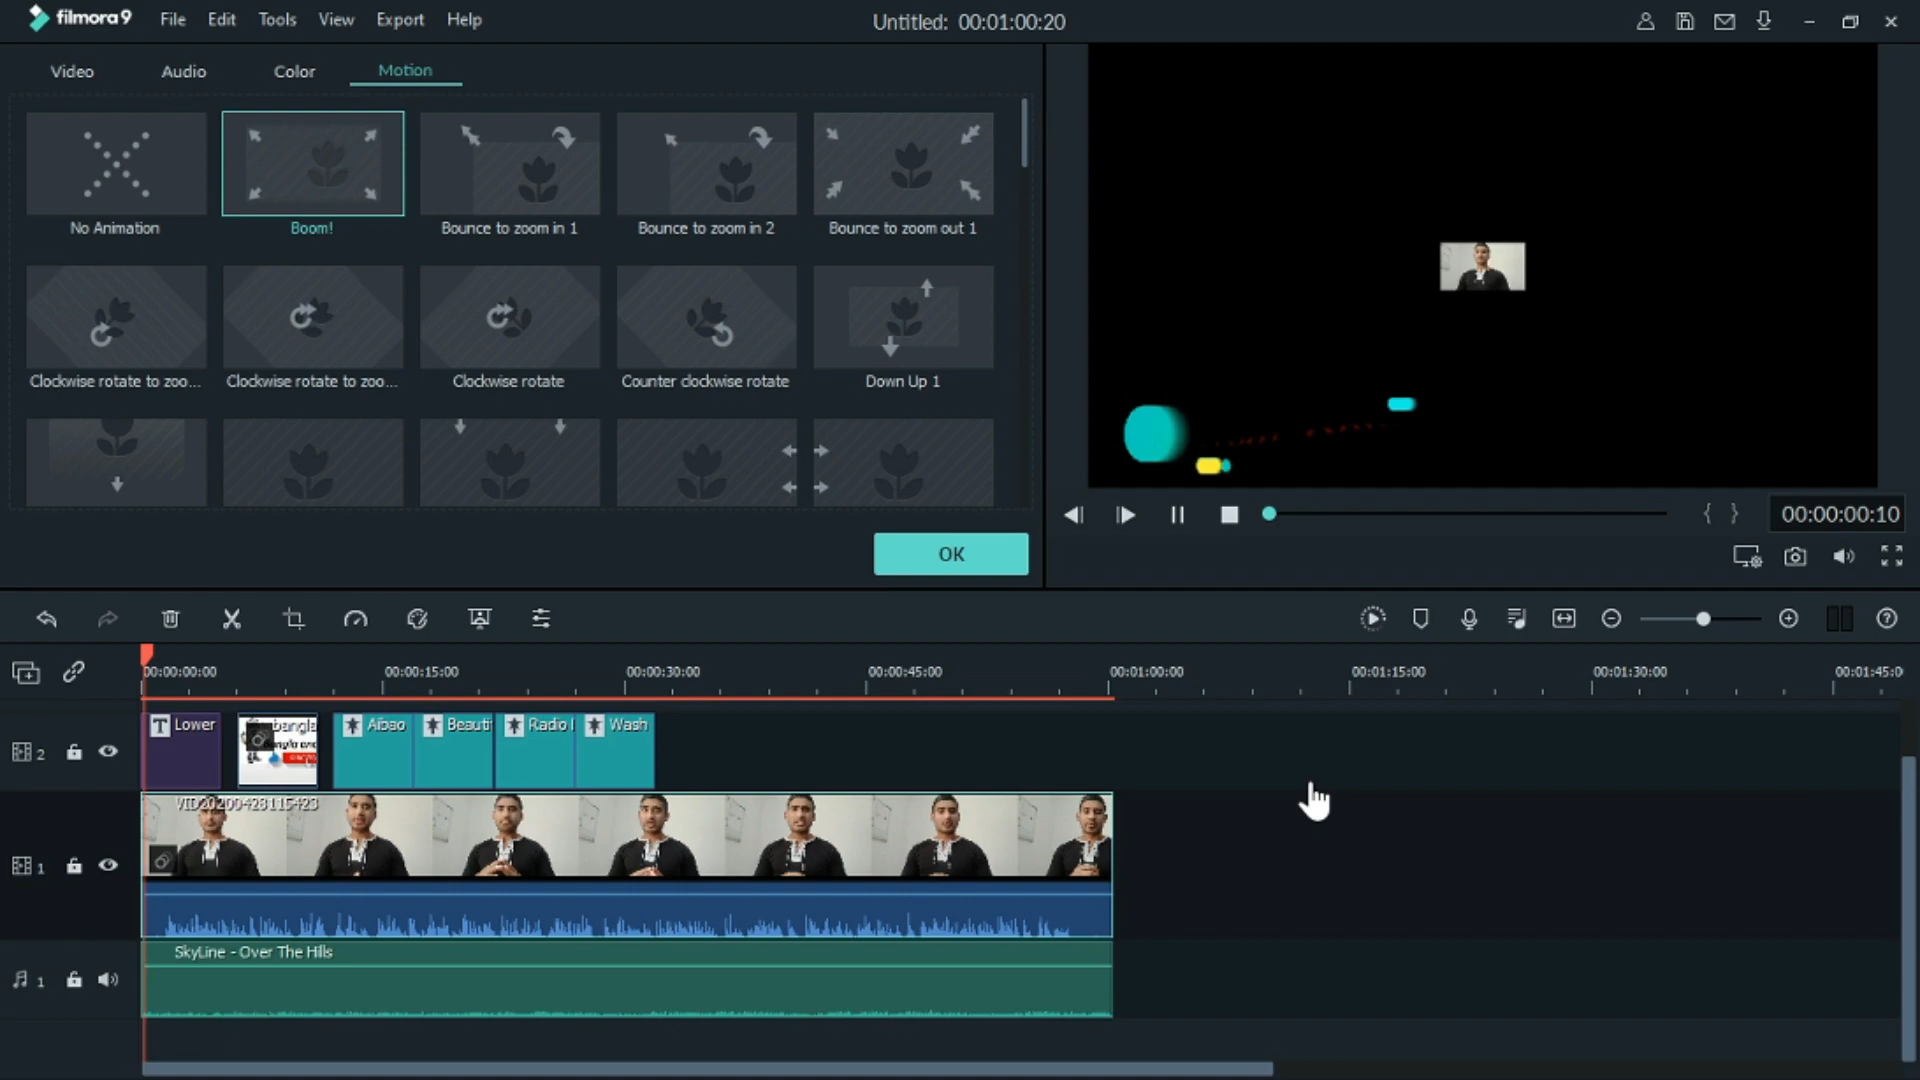 filmora9 File Edit Tools View Export Help Untitled: 00:01:00:20
Video Audio Color Motion
No Animation Boom! Bounce to zoom in 1 Bounce to zoom in 2 Bounce to zoom out 1
Clockwise rotate to zoo... Clockwise rotate to zoo... Clockwise rotate Counter clockwise rotate Down Up 1
{ } 00:00:00:10
OK
00:00:00:00 00:00:15:00 00:00:30:00 00:00:45:00 00:01:00:00 00:01:15:00 00:01:30:00 00:01:45:0
T Lower bangla Aibao Beauti Radio Wash
2
VID20200428115423
1
SkyLine - Over The Hills
1